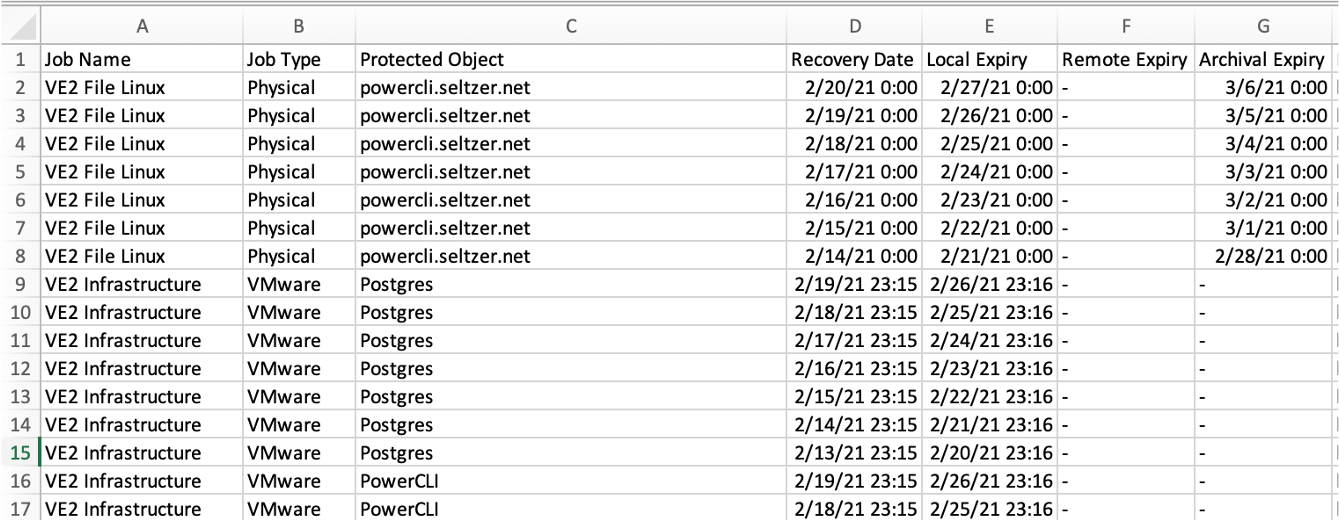 A B C D E F G
1 Job Name Job Type Protected Object Recovery Date Local Expiry Remote Expiry Archival Expiry
2 VE2 File Linux Physical powercli.seltzer.net 2/20/21 0:00 2/27/21 0:00 - 3/6/21 0:00
3 VE2 File Linux Physical powercli.seltzer.net 2/19/21 0:00 2/26/21 0:00 - 3/5/21 0:00
4 VE2 File Linux Physical powercli.seltzer.net 2/18/21 0:00 2/25/21 0:00 - 3/4/21 0:00
5 VE2 File Linux Physical powercli.seltzer.net 2/17/21 0:00 2/24/21 0:00 - 3/3/21 0:00
6 VE2 File Linux Physical powercli.seltzer.net 2/16/21 0:00 2/23/21 0:00 - 3/2/21 0:00
7 VE2 File Linux Physical powercli.seltzer.net 2/15/21 0:00 2/22/21 0:00 - 3/1/21 0:00
8 VE2 File Linux Physical powercli.seltzer.net 2/14/21 0:00 2/21/21 0:00 - 2/28/21 0:00
9 VE2 Infrastructure VMware Postgres 2/19/21 23:15 2/26/21 23:16 - -
10 VE2 Infrastructure VMware Postgres 2/18/21 23:15 2/25/21 23:16 - -
11 VE2 Infrastructure VMware Postgres 2/17/21 23:15 2/24/21 23:16 - -
12 VE2 Infrastructure VMware Postgres 2/16/21 23:15 2/23/21 23:16 - -
13 VE2 Infrastructure VMware Postgres 2/15/21 23:15 2/22/21 23:16 - -
14 VE2 Infrastructure VMware Postgres 2/14/21 23:15 2/21/21 23:16 - -
15 VE2 Infrastructure VMware Postgres 2/13/21 23:15 2/20/21 23:16 - -
16 VE2 Infrastructure VMware PowerCLI 2/19/21 23:15 2/26/21 23:16 - -
17 VE2 Infrastructure VMware PowerCLI 2/18/21 23:15 2/25/21 23:16 - -